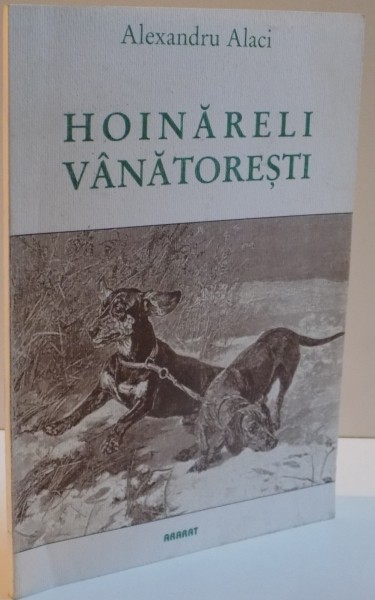 Alexandru Alaci
HOINĂRELI
VÂNĂTOREȘTI
ARARAT